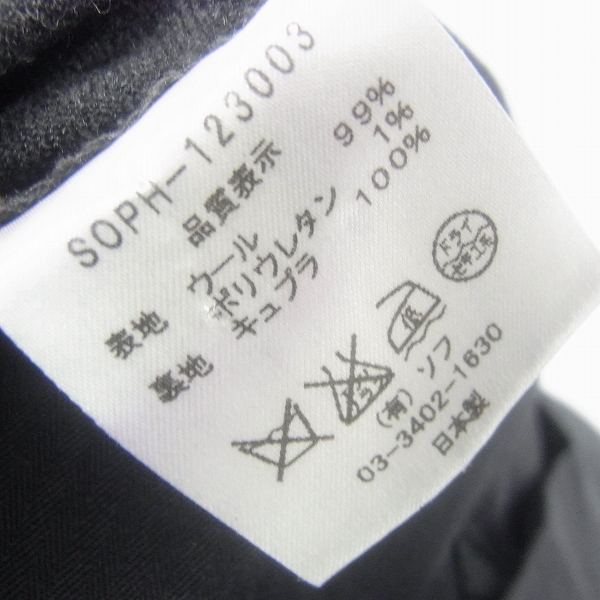 SOPH-123003
品質表示
表地 ウール 99%
ポリウレタン 1%
裏地 キュプラ 100%
ドライ
セキユ系
中
(有)ソフ
03-3402-1630
日本製